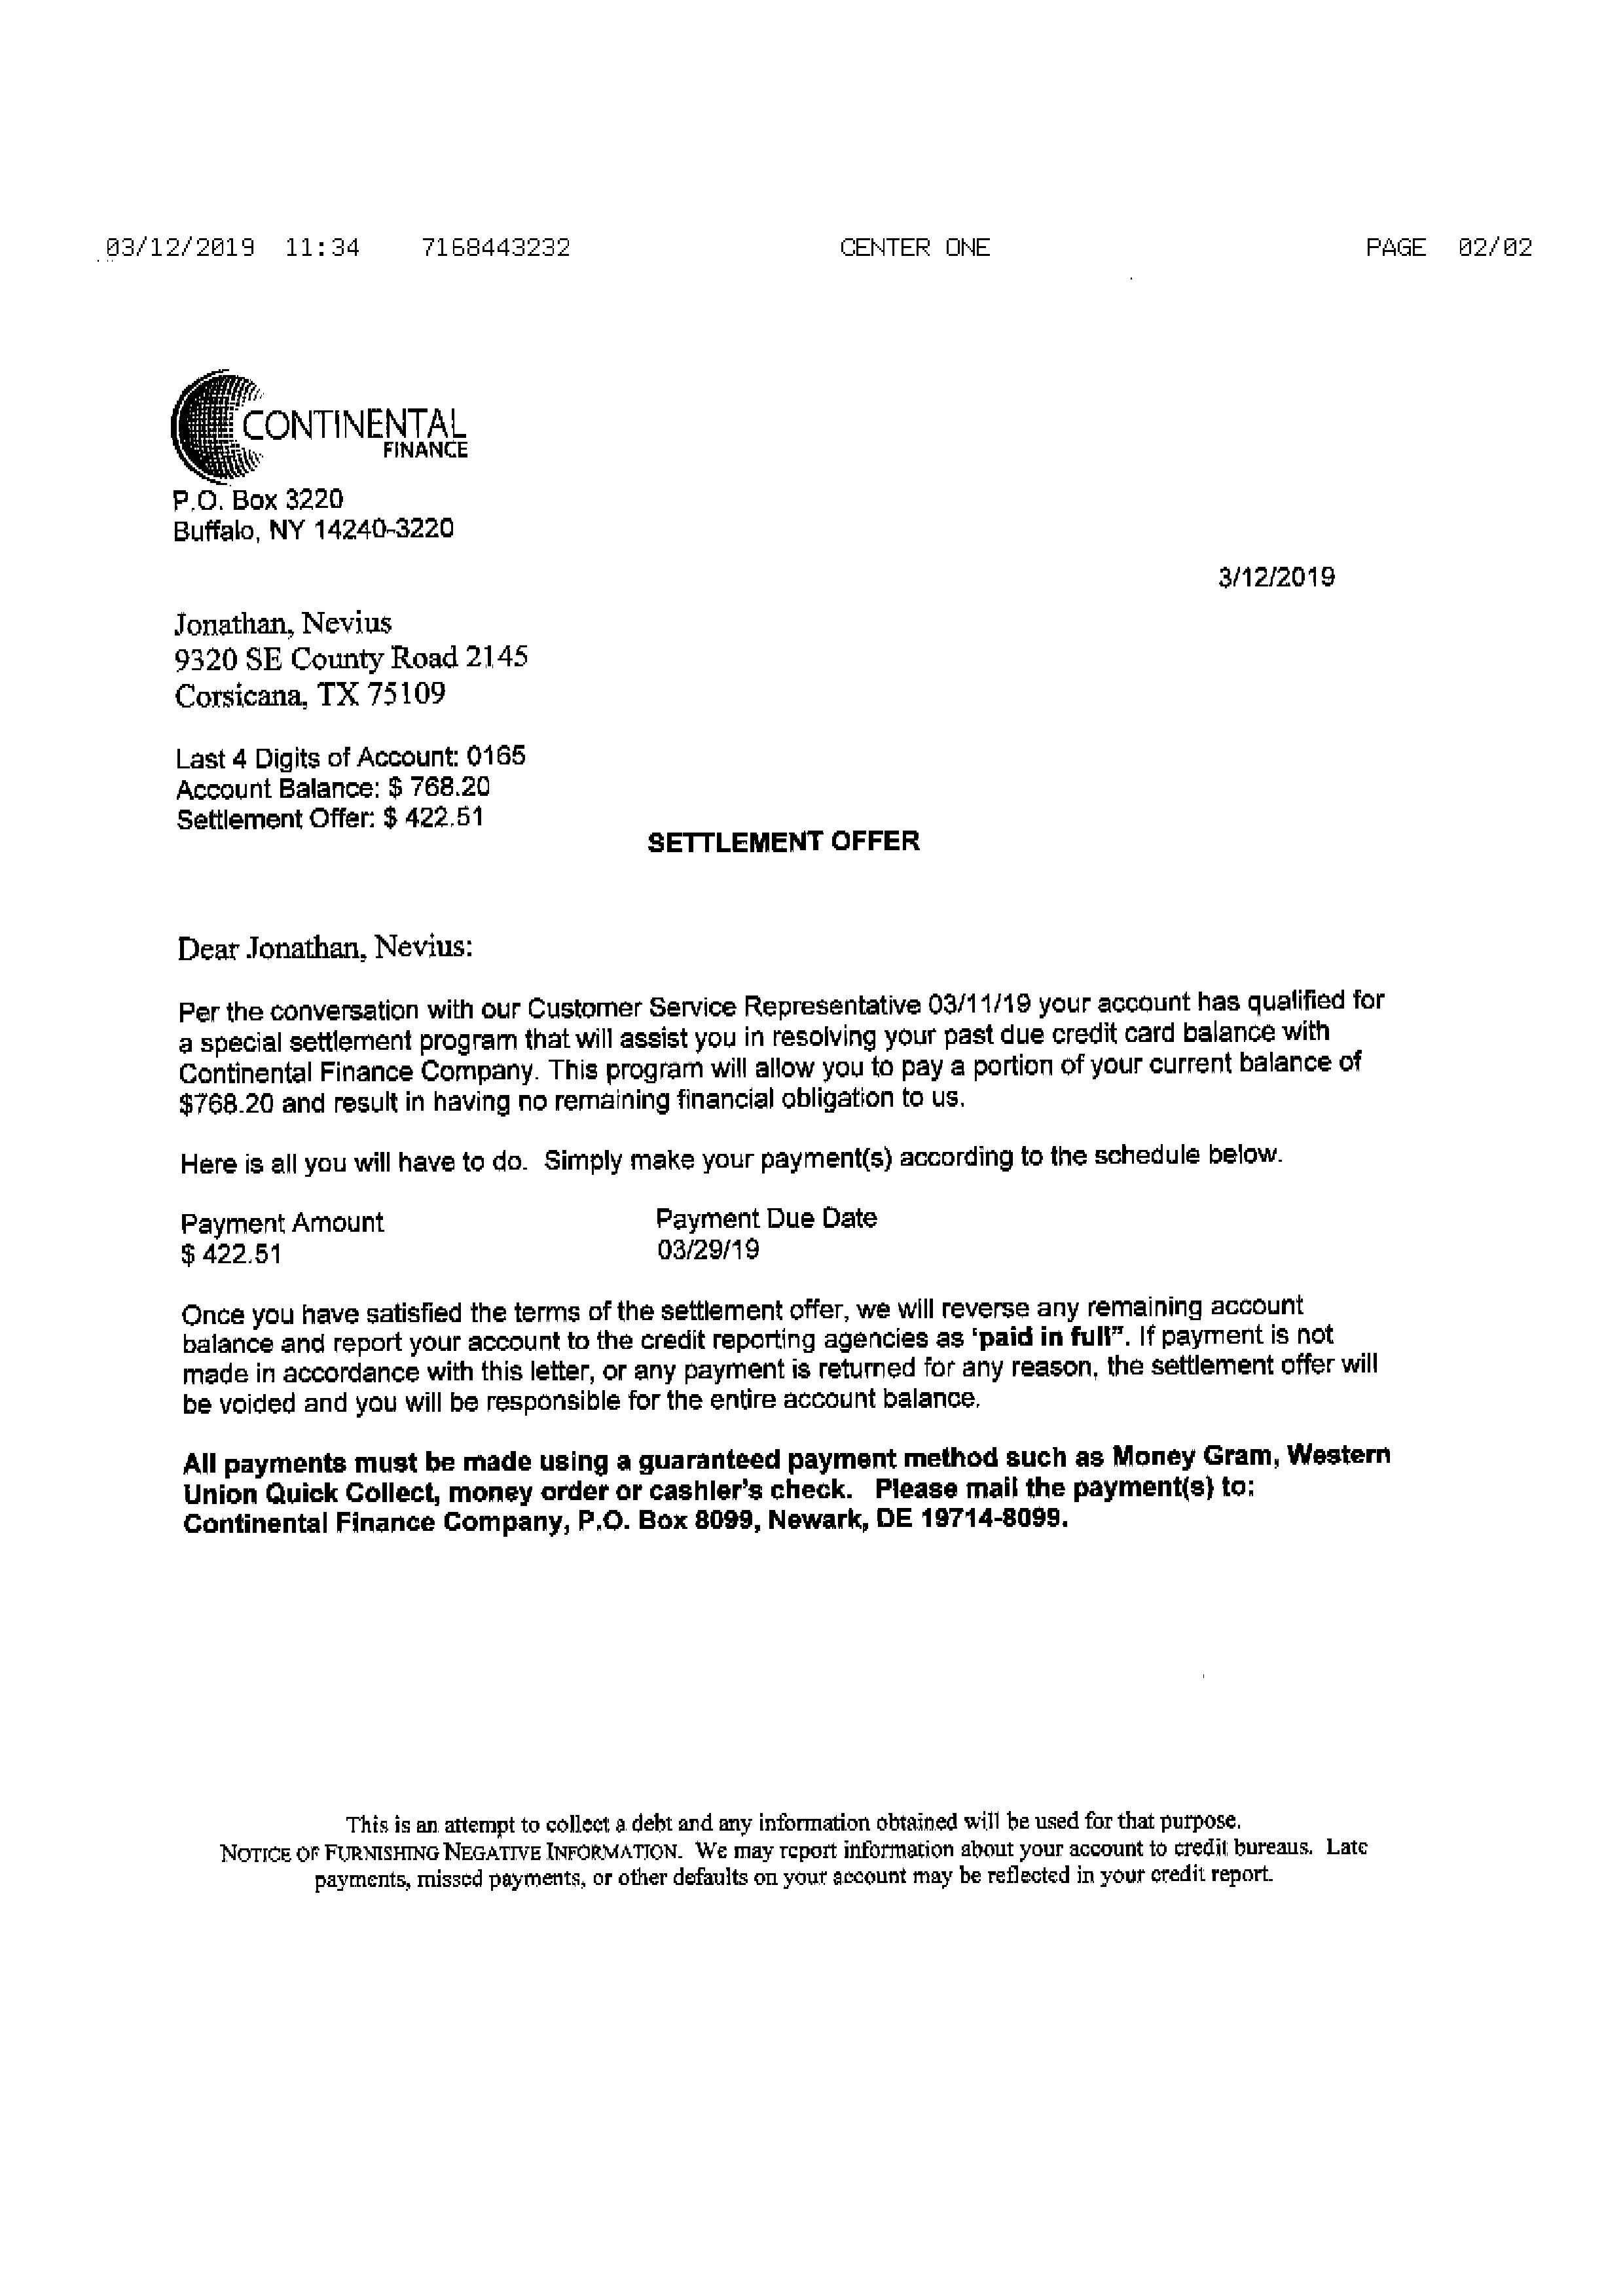 03/12/2019 11:34 7168443232 CENTER ONE PAGE 02/02
CONTINENTAL
FINANCE
P.O. Box 3220
Buffalo, NY 14240-3220
3/12/2019
Jonathan, Nevius
9320 SE County Road 2145
Corsicana, TX 75109
Last 4 Digits of Account: 0165
Account Balance: $ 768.20
Settlement Offer: $ 422.51
SETTLEMENT OFFER
Dear Jonathan, Nevius:
Per the conversation with our Customer Service Representative 03/11/19 your account has qualified for
a special settlement program that will assist you in resolving your past due credit card balance with
Continental Finance Company. This program will allow you to pay a portion of your current balance of
$768.20 and result in having no remaining financial obligation to us.
Here is all you will have to do. Simply make your payment(s) according to the schedule below.
Payment Amount Payment Due Date
$ 422.51 03/29/19
Once you have satisfied the terms of the settlement offer, we will reverse any remaining account
balance and report your account to the credit reporting agencies as 'paid in full". If payment is not
made in accordance with this letter, or any payment is returned for any reason, the settlement offer will
be voided and you will be responsible for the entire account balance.
All payments must be made using a guaranteed payment method such as Money Gram, Western
Union Quick Collect, money order or cashier's check. Please mail the payment(s) to:
Continental Finance Company, P.O. Box 8099, Newark, DE 19714-8099.
This is an attempt to collect a debt and any information obtained will be used for that purpose.
NOTICE OF FURNISHING NEGATIVE INFORMATION. We may report information about your account to credit bureaus. Late
payments, missed payments, or other defaults on your account may be reflected in your credit report.